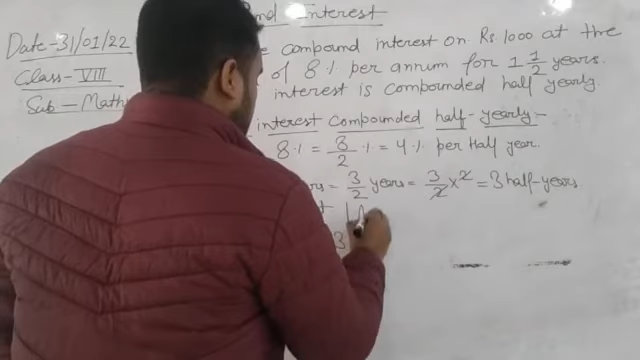 Interest
Date-31/01/22
Class-VIII
Sub-Math
compound interest on Rs. 1000 at the
of 8% per annum for 1 1/2 years.
interest is compounded half yearly.
interest compounded half-yearly:-
8% = 8/2 % = 4% per Half year.
= 3/2 years = 3/2 x 2 = 3 half-years
3